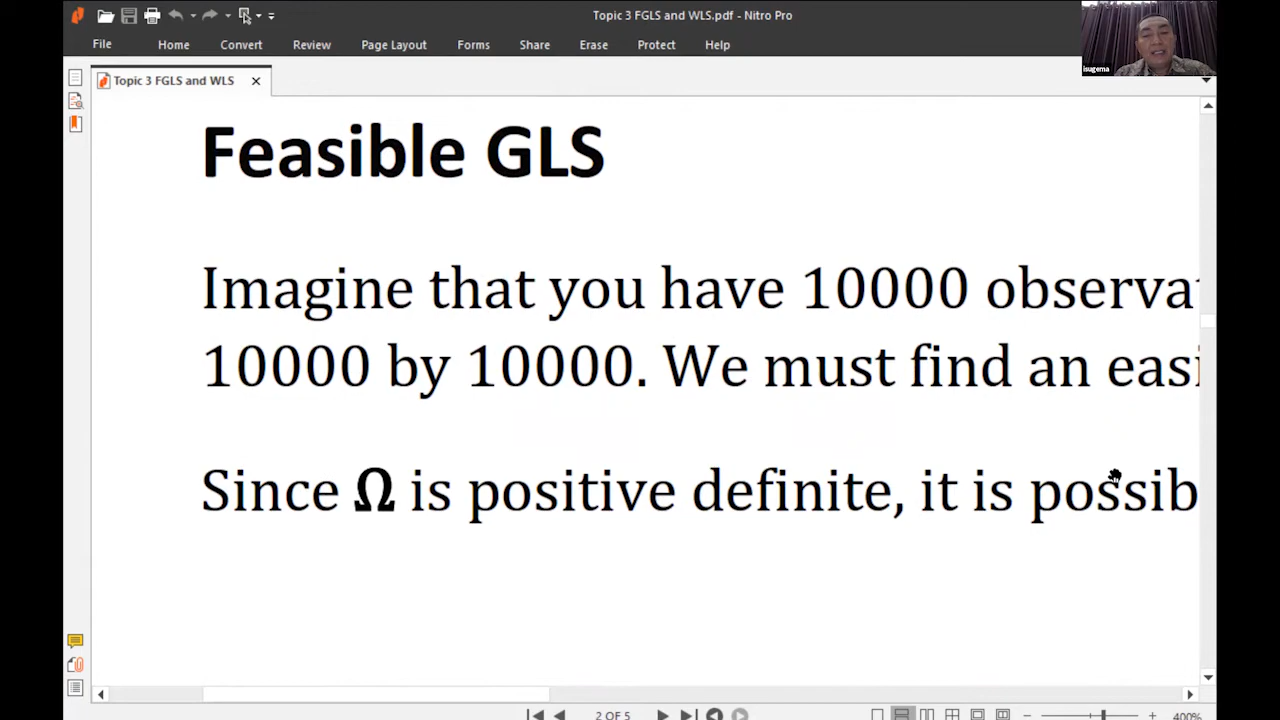 Topic 3 FGLS and WLS.pdf - Nitro Pro
File Home Convert Review Page Layout Forms Share Erase Protect Help
isugema
Topic 3 FGLS and WLS
Feasible GLS
Imagine that you have 10000 observat
10000 by 10000. We must find an easi
Since Ω is positive definite, it is possib
2 OF 5
400%